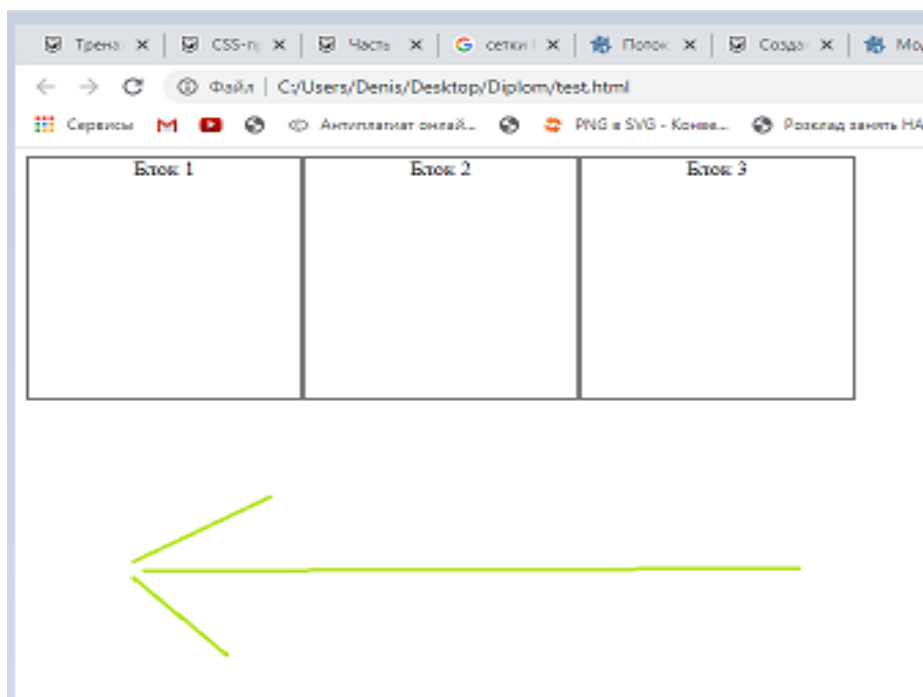 Трена CSS-п Часть сетки Поток Созда Мо
Файл | C:/Users/Denis/Desktop/Diplom/test.html
Сервисы Антиплагиат онлай... PNG в SVG - Конве... Розклад занять НА
Блок 1 Блок 2 Блок 3